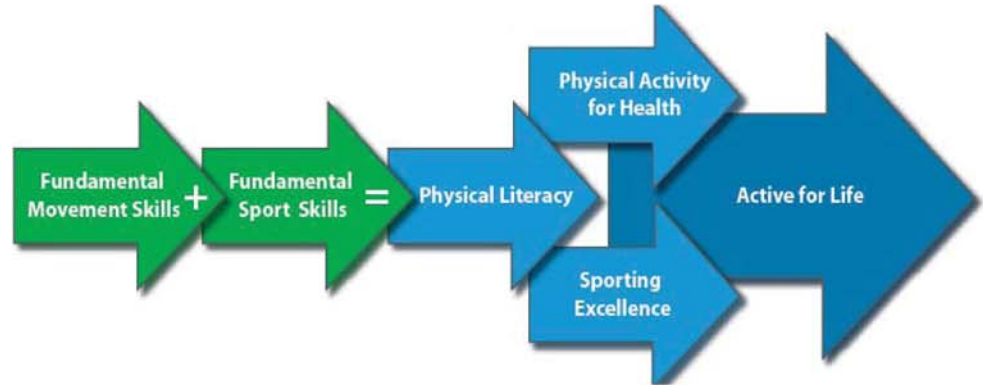 Fundamental
Movement Skills
+
Fundamental
Sport Skills
=
Physical Literacy
Physical Activity
for Health
Sporting
Excellence
Active for Life